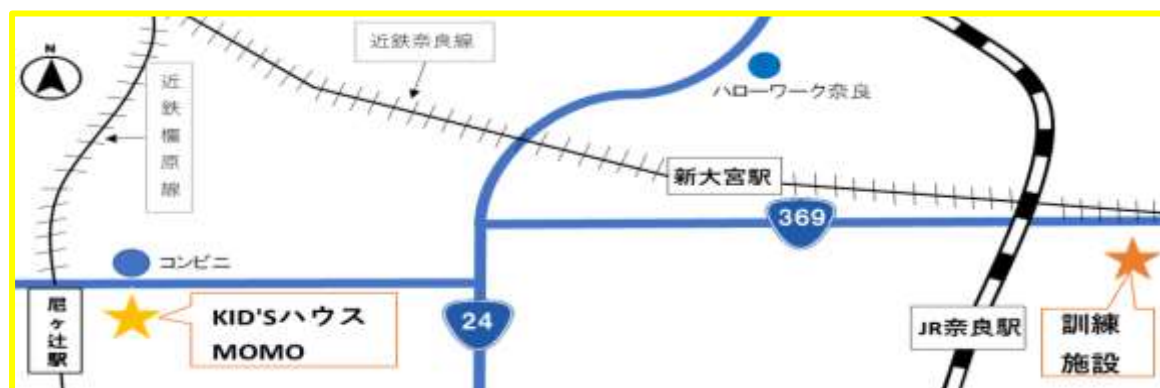 N
近鉄奈良線
近鉄橿原線
ハローワーク奈良
新大宮駅
369
コンビニ
尼ヶ辻駅
KID'Sハウス
MOMO
24
JR奈良駅
訓練
施設